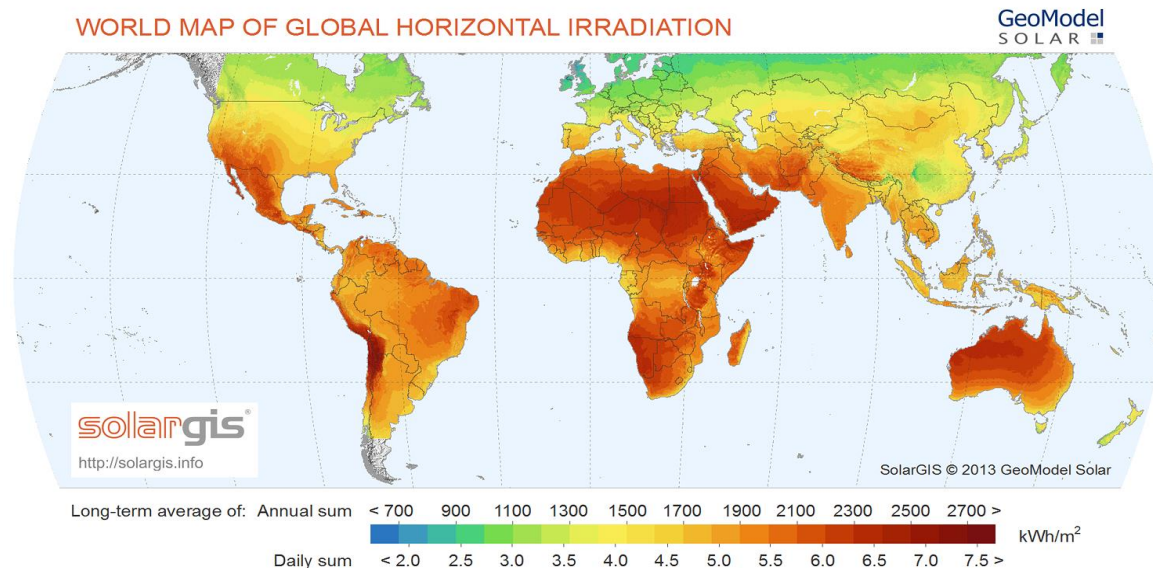 WORLD MAP OF GLOBAL HORIZONTAL IRRADIATION
GeoModel
SOLAR
solargis®
http://solargis.info
SolarGIS © 2013 GeoModel Solar
Long-term average of: Annual sum < 700 900 1100 1300 1500 1700 1900 2100 2300 2500 2700 >
kWh/m²
Daily sum < 2.0 2.5 3.0 3.5 4.0 4.5 5.0 5.5 6.0 6.5 7.0 7.5 >